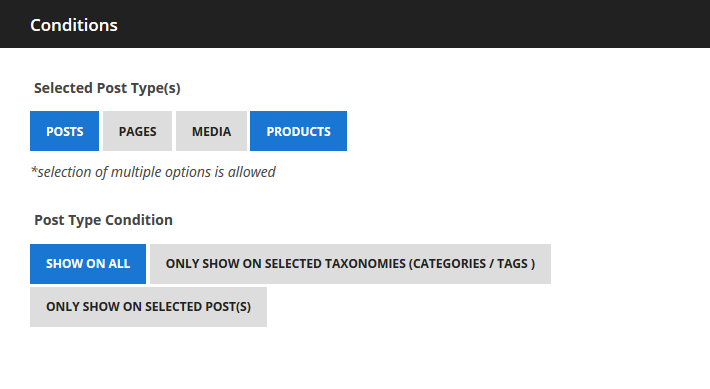 Conditions
Selected Post Type(s)
POSTS PAGES MEDIA PRODUCTS
*selection of multiple options is allowed
Post Type Condition
SHOW ON ALL ONLY SHOW ON SELECTED TAXONOMIES (CATEGORIES / TAGS )
ONLY SHOW ON SELECTED POST(S)